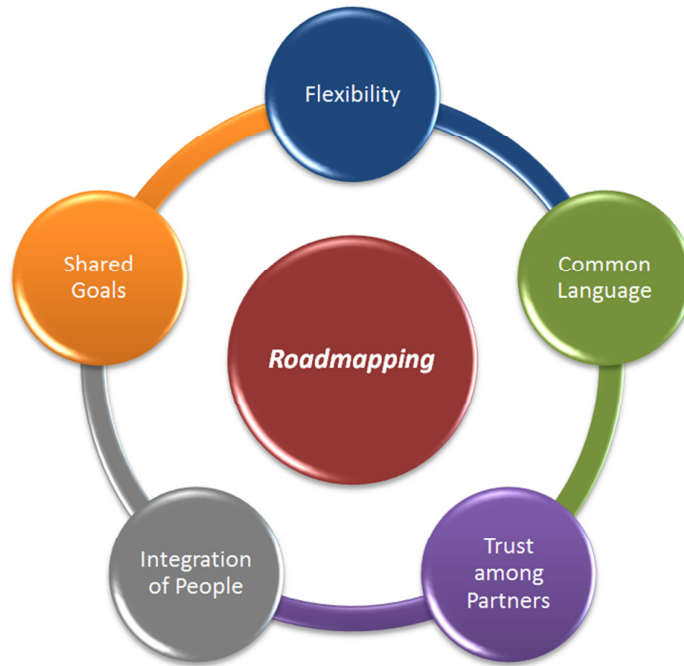 Flexibility
Shared
Goals
Common
Language
Roadmapping
Integration
of People
Trust
among
Partners